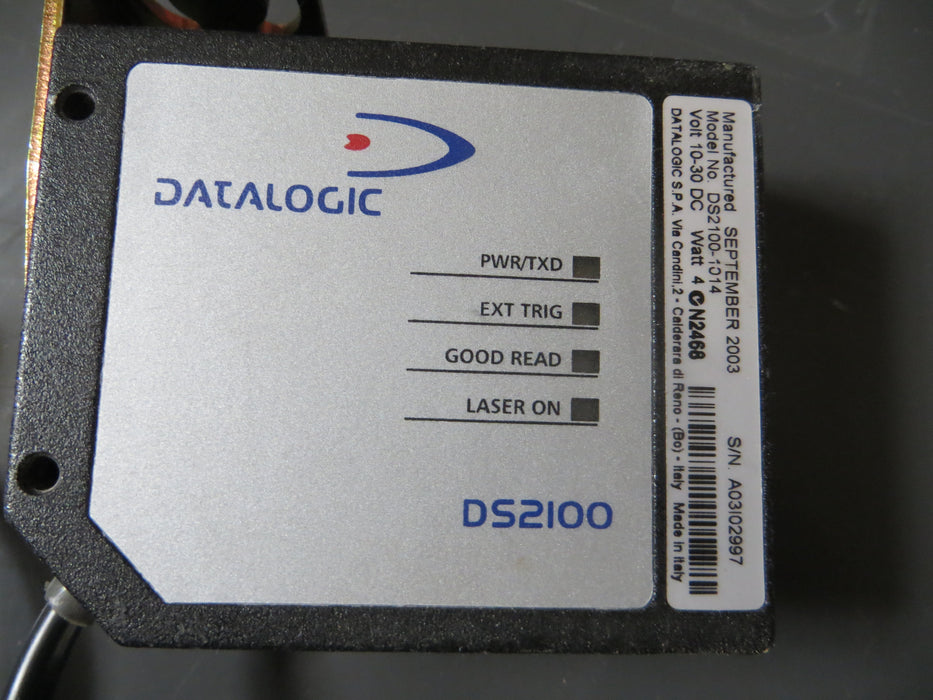 DATALOGIC
PWR/TXD
EXT TRIG
GOOD READ
LASER ON
DS2100
Manufactured SEPTEMBER 2003 S/N. A03I02997
Model No. DS2100-1014
Volt 10-30 DC Watt 4 N2468
DATALOGIC S.P.A. Via Candini,2 - Calderara di Reno - (Bo) - Italy Made in Italy